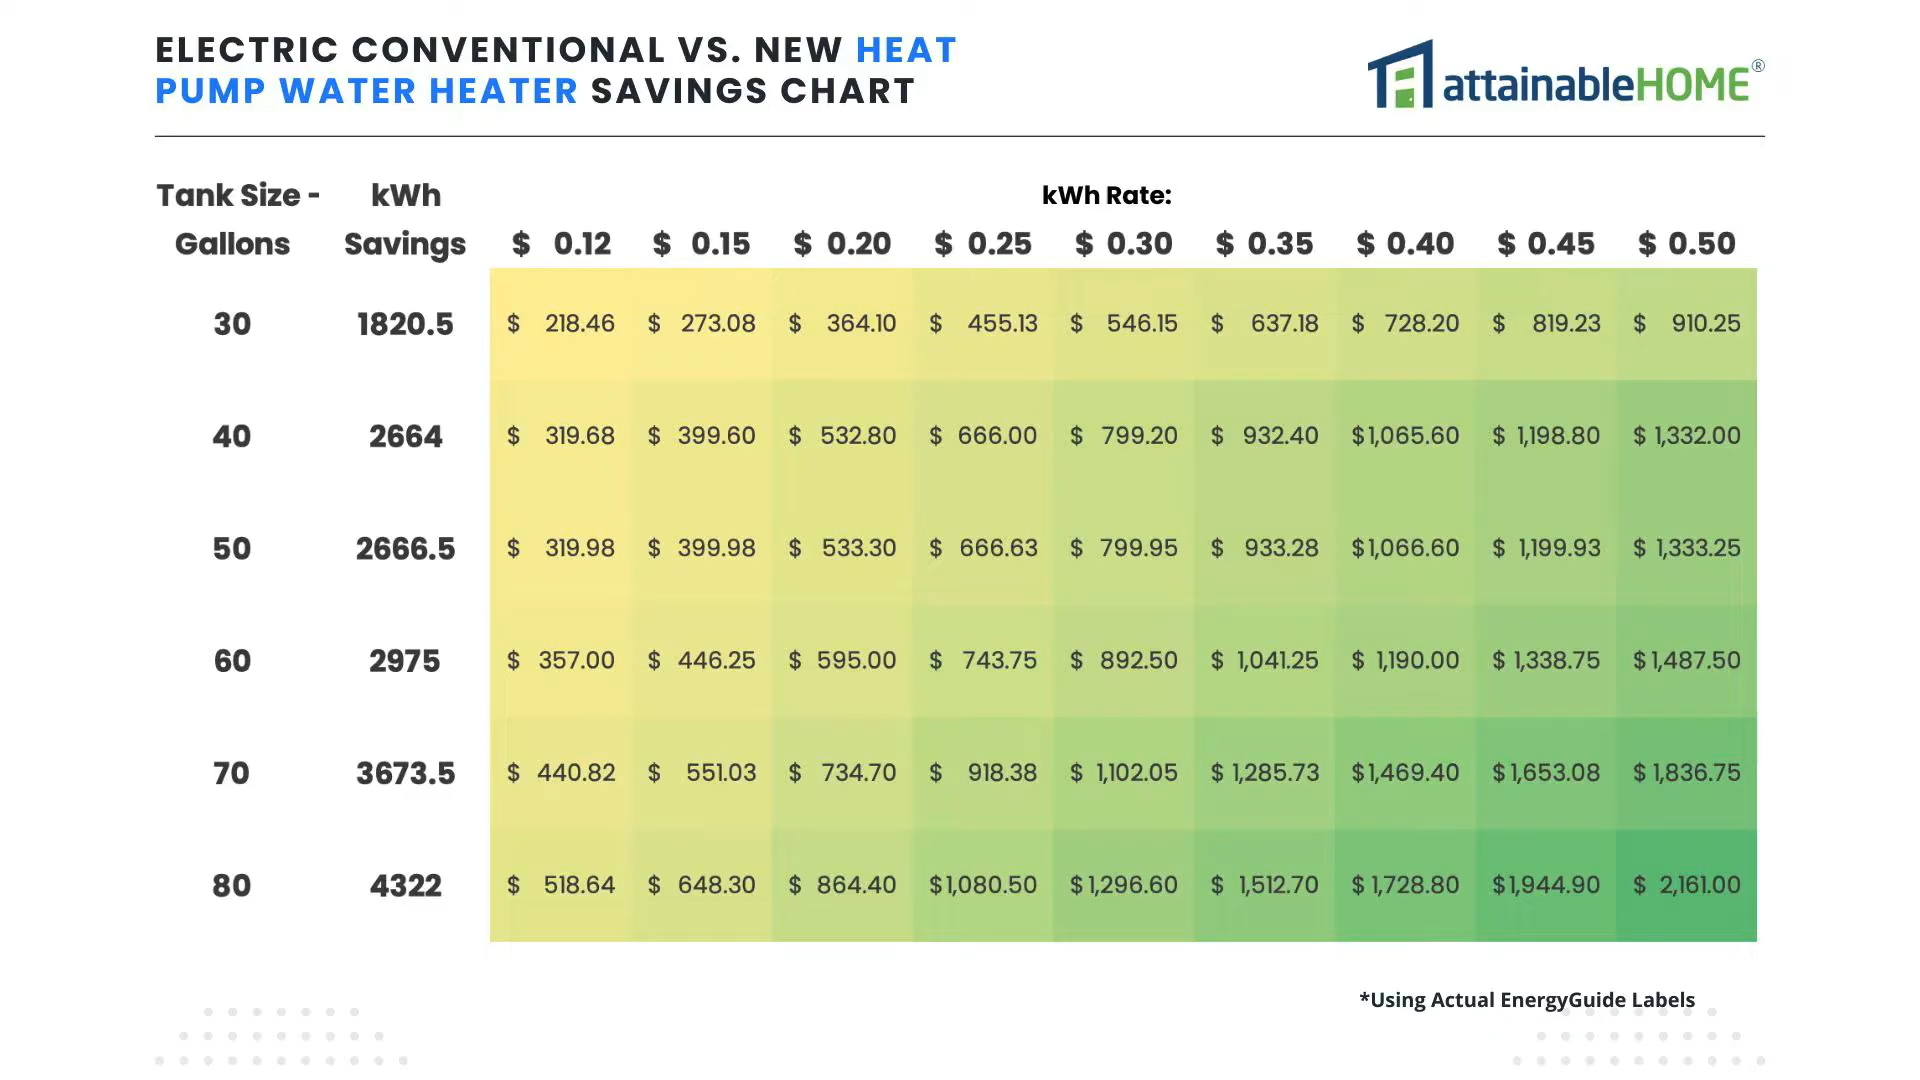 ELECTRIC CONVENTIONAL VS. NEW HEAT
PUMP WATER HEATER SAVINGS CHART
attainableHOME®
Tank Size - kWh kWh Rate:
Gallons Savings $ 0.12 $ 0.15 $ 0.20 $ 0.25 $ 0.30 $ 0.35 $ 0.40 $ 0.45 $ 0.50
30 1820.5 $ 218.46 $ 273.08 $ 364.10 $ 455.13 $ 546.15 $ 637.18 $ 728.20 $ 819.23 $ 910.25
40 2664 $ 319.68 $ 399.60 $ 532.80 $ 666.00 $ 799.20 $ 932.40 $1,065.60 $ 1,198.80 $ 1,332.00
50 2666.5 $ 319.98 $ 399.98 $ 533.30 $ 666.63 $ 799.95 $ 933.28 $1,066.60 $ 1,199.93 $ 1,333.25
60 2975 $ 357.00 $ 446.25 $ 595.00 $ 743.75 $ 892.50 $ 1,041.25 $ 1,190.00 $ 1,338.75 $1,487.50
70 3673.5 $ 440.82 $ 551.03 $ 734.70 $ 918.38 $ 1,102.05 $ 1,285.73 $1,469.40 $1,653.08 $ 1,836.75
80 4322 $ 518.64 $ 648.30 $ 864.40 $1,080.50 $1,296.60 $ 1,512.70 $ 1,728.80 $1,944.90 $ 2,161.00
*Using Actual EnergyGuide Labels